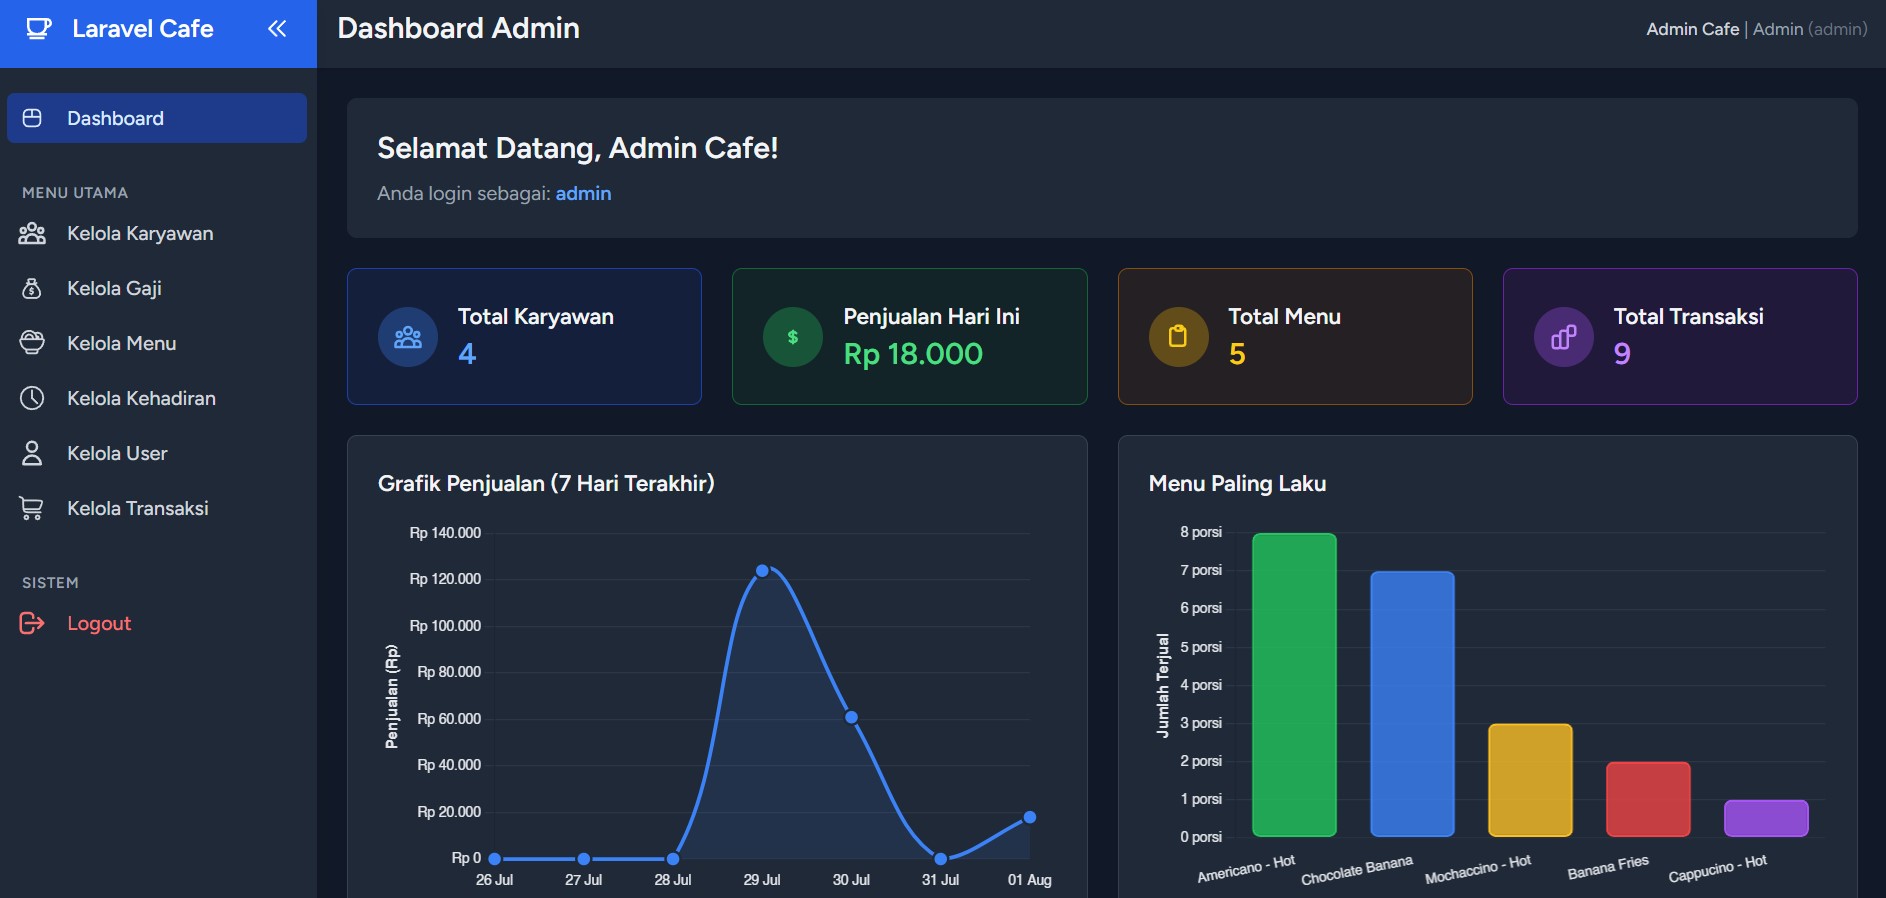 Laravel Cafe
Dashboard Admin
Admin Cafe | Admin (admin)
Dashboard
MENU UTAMA
Kelola Karyawan
Kelola Gaji
Kelola Menu
Kelola Kehadiran
Kelola User
Kelola Transaksi
SISTEM
Logout
Selamat Datang, Admin Cafe!
Anda login sebagai: admin
Total Karyawan
4
$
Penjualan Hari Ini
Rp 18.000
Total Menu
5
Total Transaksi
9
Grafik Penjualan (7 Hari Terakhir)
Penjualan (Rp)
Rp 140.000
Rp 120.000
Rp 100.000
Rp 80.000
Rp 60.000
Rp 40.000
Rp 20.000
Rp 0
26 Jul 27 Jul 28 Jul 29 Jul 30 Jul 31 Jul 01 Aug
Menu Paling Laku
Jumlah Terjual
8 porsi
7 porsi
6 porsi
5 porsi
4 porsi
3 porsi
2 porsi
1 porsi
0 porsi
Americano - Hot
Chocolate Banana
Mochaccino - Hot
Banana Fries
Cappucino - Hot